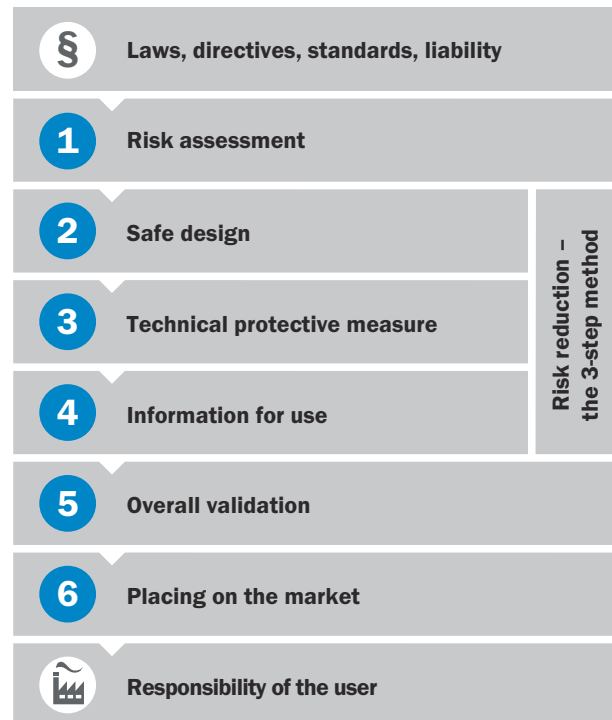 §
Laws, directives, standards, liability
1
Risk assessment
2
Safe design
3
Technical protective measure
4
Information for use
Risk reduction –
the 3-step method
5
Overall validation
6
Placing on the market
Responsibility of the user